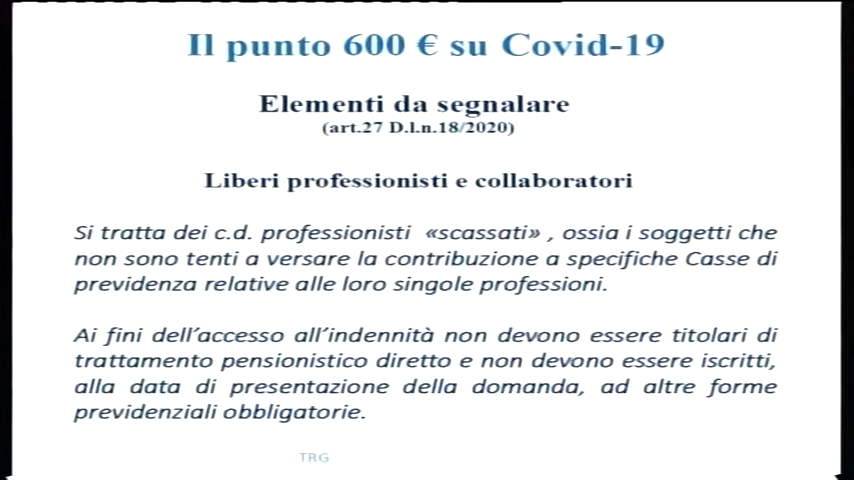 Il punto 600 € su Covid-19
Elementi da segnalare
(art.27 D.l.n.18/2020)
Liberi professionisti e collaboratori
Si tratta dei c.d. professionisti «scassati» , ossia i soggetti che
non sono tenti a versare la contribuzione a specifiche Casse di
previdenza relative alle loro singole professioni.
Ai fini dell’accesso all’indennità non devono essere titolari di
trattamento pensionistico diretto e non devono essere iscritti,
alla data di presentazione della domanda, ad altre forme
previdenziali obbligatorie.
TRG